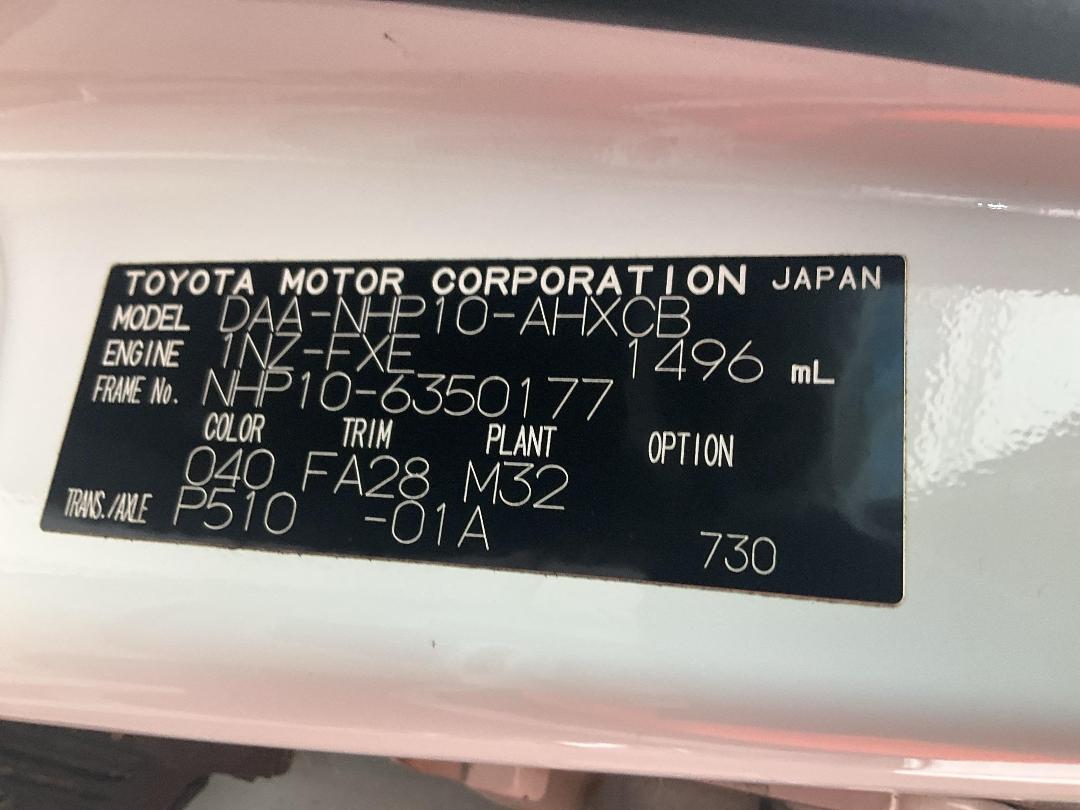 TOYOTA MOTOR CORPORATION JAPAN
MODEL DAA-NHP10-AHXCB
ENGINE 1NZ-FXE 1496 mL
FRAME No. NHP10-6350177
COLOR TRIM PLANT OPTION
040 FA28 M32
TRANS./AXLE P510 -01A 730